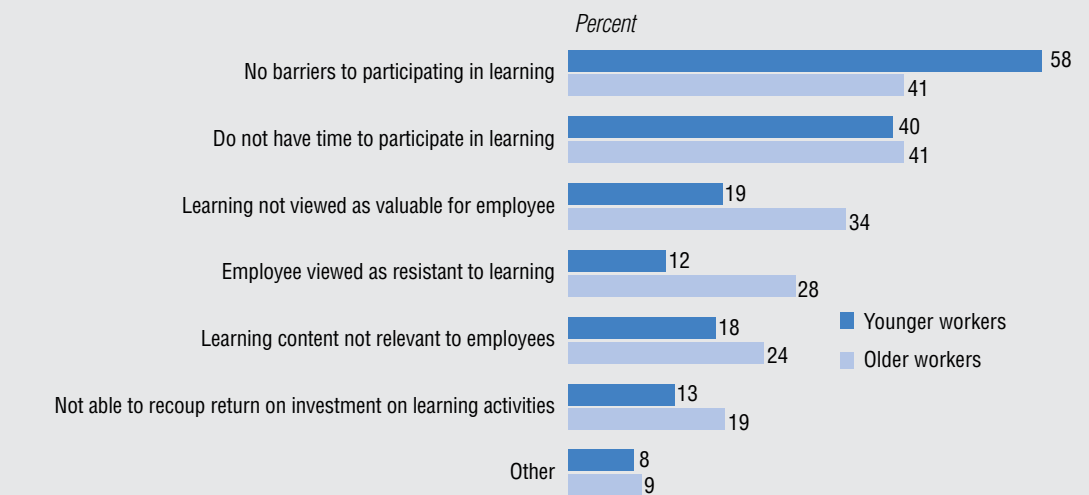 Percent
No barriers to participating in learning
58
41
Do not have time to participate in learning
40
41
Learning not viewed as valuable for employee
19
34
Employee viewed as resistant to learning
12
28
Learning content not relevant to employees
18
24
Younger workers
Older workers
Not able to recoup return on investment on learning activities
13
19
Other
8
9